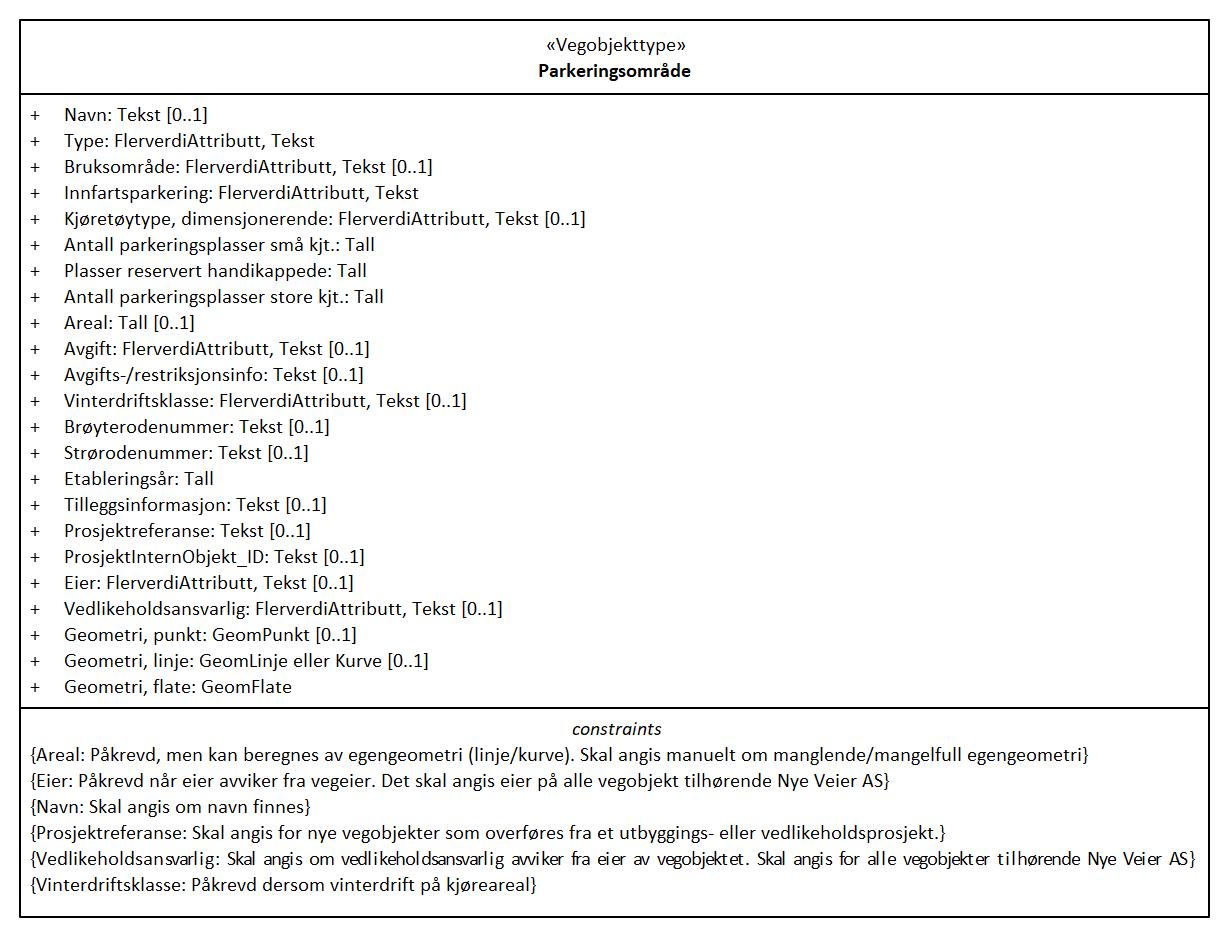 «Vegobjekttype»
Parkeringsområde
+ Navn: Tekst [0..1]
+ Type: FlerverdiAttributt, Tekst
+ Bruksområde: FlerverdiAttributt, Tekst [0..1]
+ Innfartsparkering: FlerverdiAttributt, Tekst
+ Kjøretøytype, dimensjonerende: FlerverdiAttributt, Tekst [0..1]
+ Antall parkeringsplasser små kjt.: Tall
+ Plasser reservert handikappede: Tall
+ Antall parkeringsplasser store kjt.: Tall
+ Areal: Tall [0..1]
+ Avgift: FlerverdiAttributt, Tekst [0..1]
+ Avgifts-/restriksjonsinfo: Tekst [0..1]
+ Vinterdriftsklasse: FlerverdiAttributt, Tekst [0..1]
+ Brøyterodenummer: Tekst [0..1]
+ Strørodenummer: Tekst [0..1]
+ Etableringsår: Tall
+ Tilleggsinformasjon: Tekst [0..1]
+ Prosjektreferanse: Tekst [0..1]
+ ProsjektInternObjekt_ID: Tekst [0..1]
+ Eier: FlerverdiAttributt, Tekst [0..1]
+ Vedlikeholdsansvarlig: FlerverdiAttributt, Tekst [0..1]
+ Geometri, punkt: GeomPunkt [0..1]
+ Geometri, linje: GeomLinje eller Kurve [0..1]
+ Geometri, flate: GeomFlate
constraints
{Areal: Påkrevd, men kan beregnes av egengeometri (linje/kurve). Skal angis manuelt om manglende/mangelfull egengeometri}
{Eier: Påkrevd når eier avviker fra vegeier. Det skal angis eier på alle vegobjekt tilhørende Nye Veier AS}
{Navn: Skal angis om navn finnes}
{Prosjektreferanse: Skal angis for nye vegobjekter som overføres fra et utbyggings- eller vedlikeholdsprosjekt.}
{Vedlikeholdsansvarlig: Skal angis om vedlikeholdsansvarlig avviker fra eier av vegobjektet. Skal angis for alle vegobjekter tilhørende Nye Veier AS}
{Vinterdriftsklasse: Påkrevd dersom vinterdrift på kjøreareal}